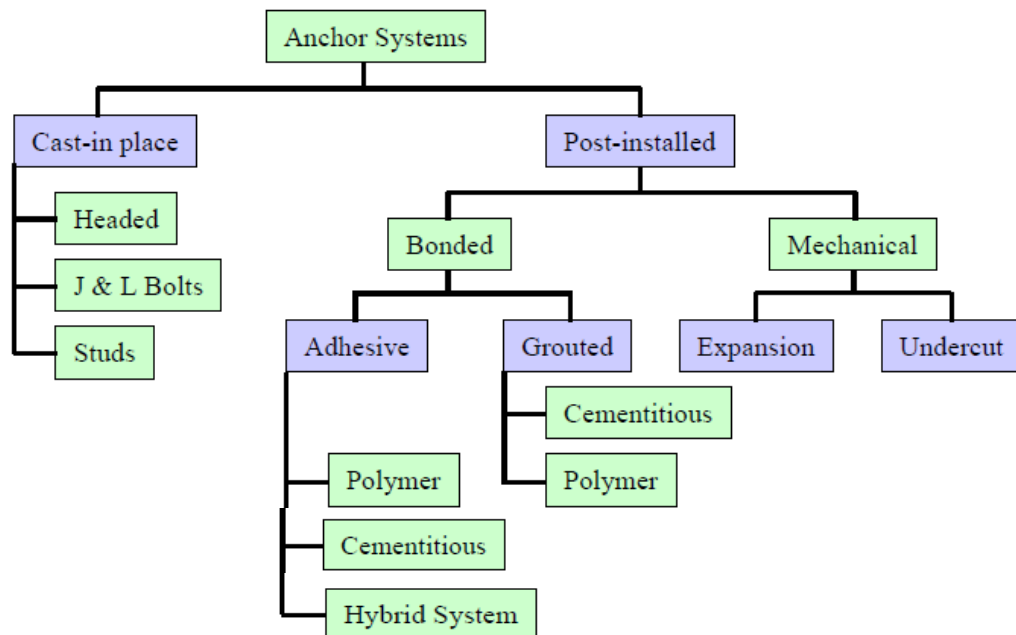 Anchor Systems
Cast-in place
Post-installed
Headed
J & L Bolts
Studs
Bonded
Mechanical
Adhesive
Grouted
Expansion
Undercut
Polymer
Cementitious
Hybrid System
Cementitious
Polymer